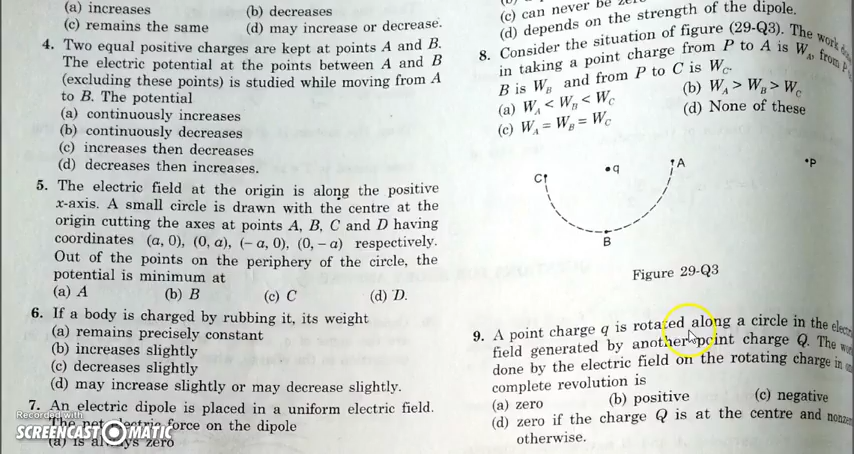 (a) increases (b) decreases
(c) remains the same (d) may increase or decrease.
4. Two equal positive charges are kept at points A and B.
The electric potential at the points between A and B
(excluding these points) is studied while moving from A
to B. The potential
(a) continuously increases
(b) continuously decreases
(c) increases then decreases
(d) decreases then increases.
5. The electric field at the origin is along the positive
x-axis. A small circle is drawn with the centre at the
origin cutting the axes at points A, B, C and D having
coordinates (a, 0), (0, a), (− a, 0), (0, − a) respectively.
Out of the points on the periphery of the circle, the
potential is minimum at
(a) A (b) B (c) C (d) D.
6. If a body is charged by rubbing it, its weight
(a) remains precisely constant
(b) increases slightly
(c) decreases slightly
(d) may increase slightly or may decrease slightly.
7. An electric dipole is placed in a uniform electric field.
The net electric force on the dipole
(a) is always zero
(c) can never be
(d) depends on the strength of the dipole.
8. Consider the situation of figure (29-Q3). The work
in taking a point charge from P to A is W_A, from P
B is W_B and from P to C is W_C.
(a) W_A < W_B < W_C (b) W_A > W_B > W_C
(c) W_A = W_B = W_C (d) None of these
C q A P
B
Figure 29-Q3
9. A point charge q is rotated along a circle in the
field generated by another point charge Q. The
done by the electric field on the rotating charge in
complete revolution is
(a) zero (b) positive (c) negative
(d) zero if the charge Q is at the centre and
otherwise.
Recorded with
SCREENCAST O MATIC